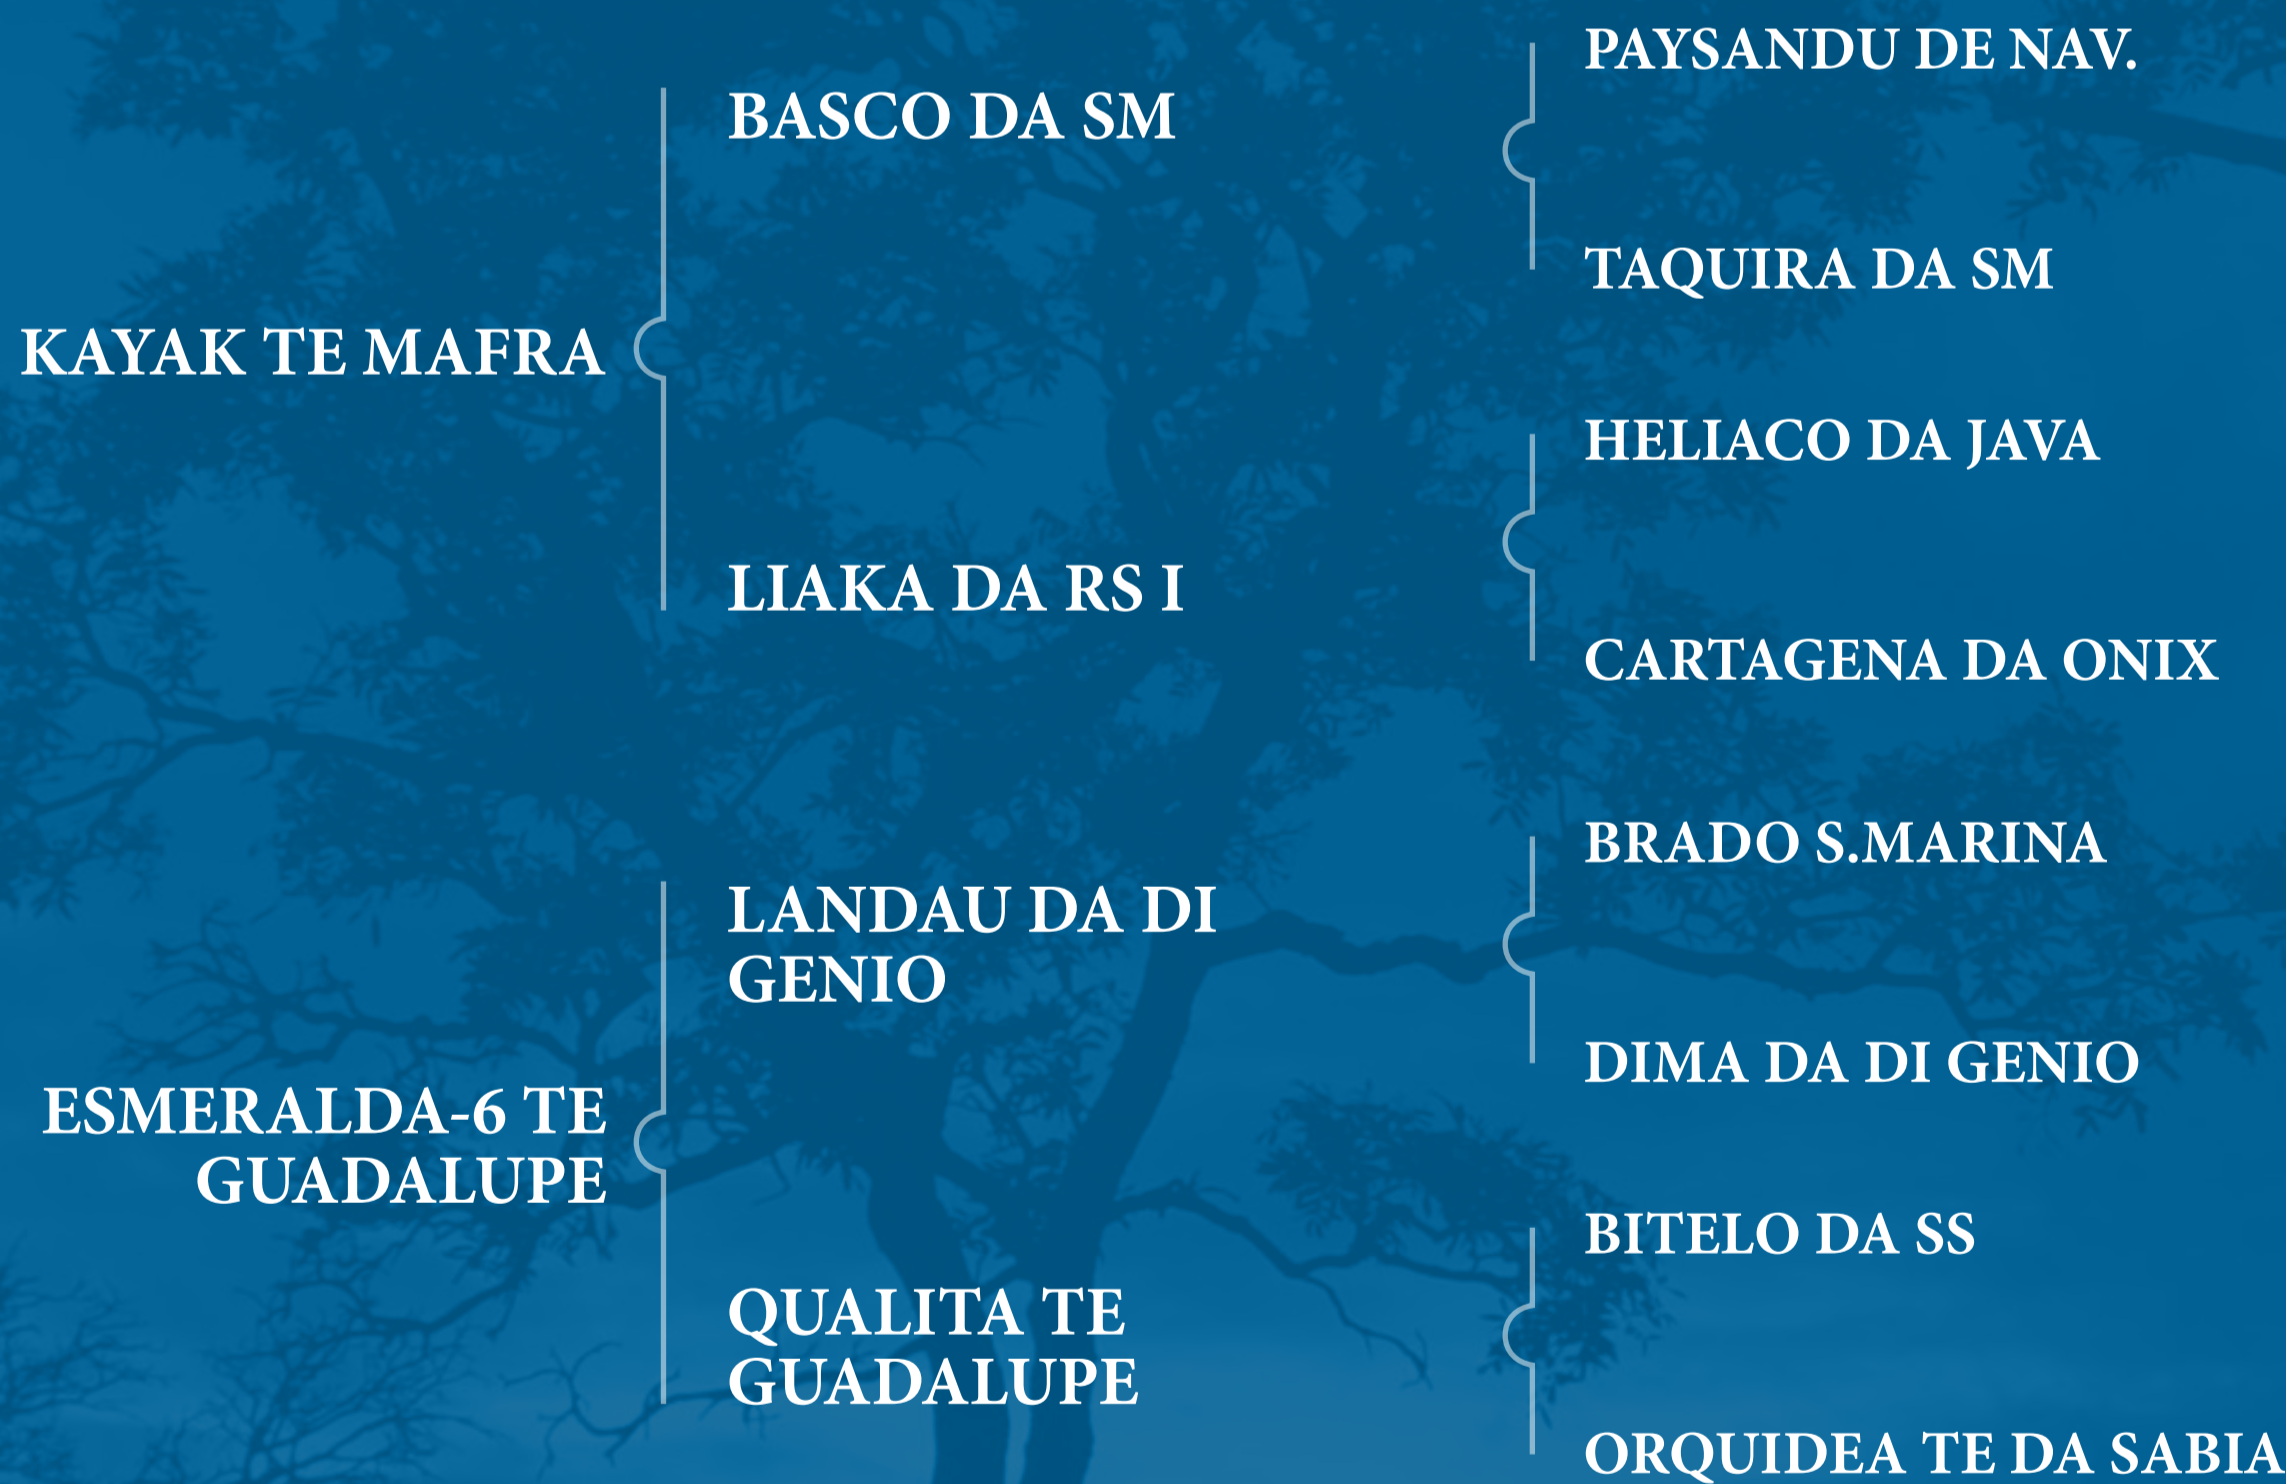 KAYAK TE MAFRA
BASCO DA SM
LIAKA DA RS I
PAYSANDU DE NAV.
TAQUIRA DA SM
HELIACO DA JAVA
CARTAGENA DA ONIX
ESMERALDA-6 TE
GUADALUPE
LANDAU DA DI
GENIO
QUALITA TE
GUADALUPE
BRADO S.MARINA
DIMA DA DI GENIO
BITELO DA SS
ORQUIDEA TE DA SABIA